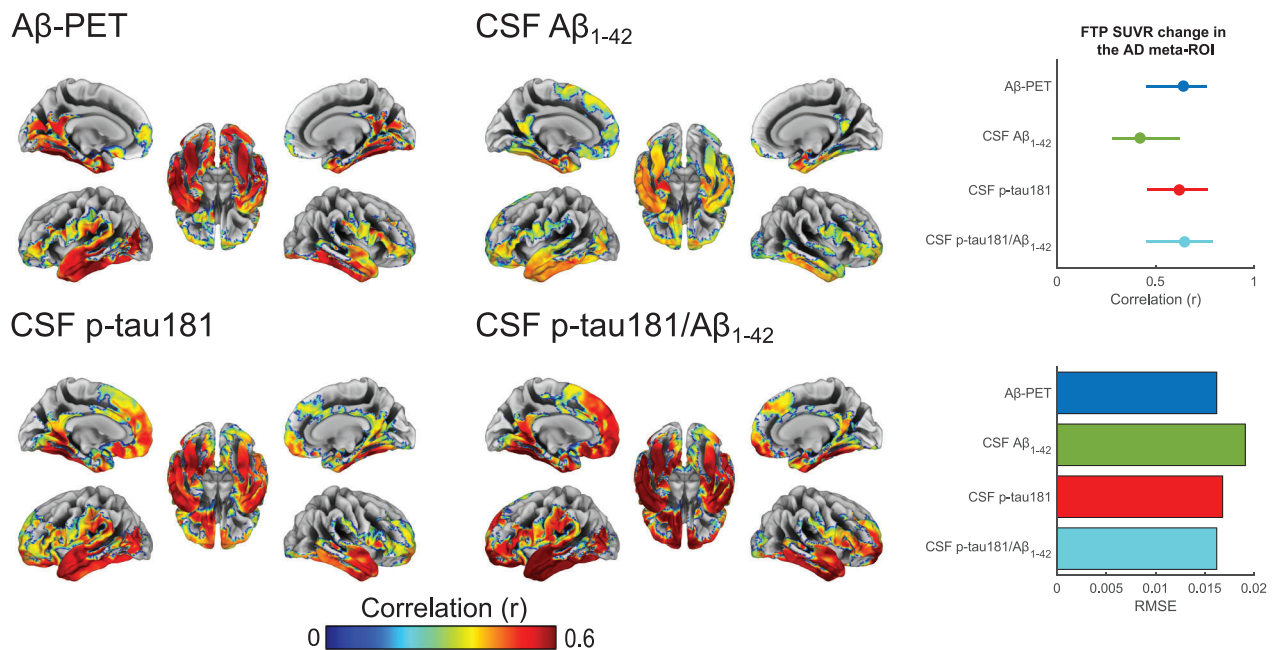 Aβ-PET
CSF Aβ₁₋₄₂
CSF p-tau181
CSF p-tau181/Aβ₁₋₄₂
Correlation (r)
0
0.6
FTP SUVR change in
the AD meta-ROI
Aβ-PET
CSF Aβ₁₋₄₂
CSF p-tau181
CSF p-tau181/Aβ₁₋₄₂
0 0.5 1
Correlation (r)
Aβ-PET
CSF Aβ₁₋₄₂
CSF p-tau181
CSF p-tau181/Aβ₁₋₄₂
0 0.005 0.01 0.015 0.02
RMSE